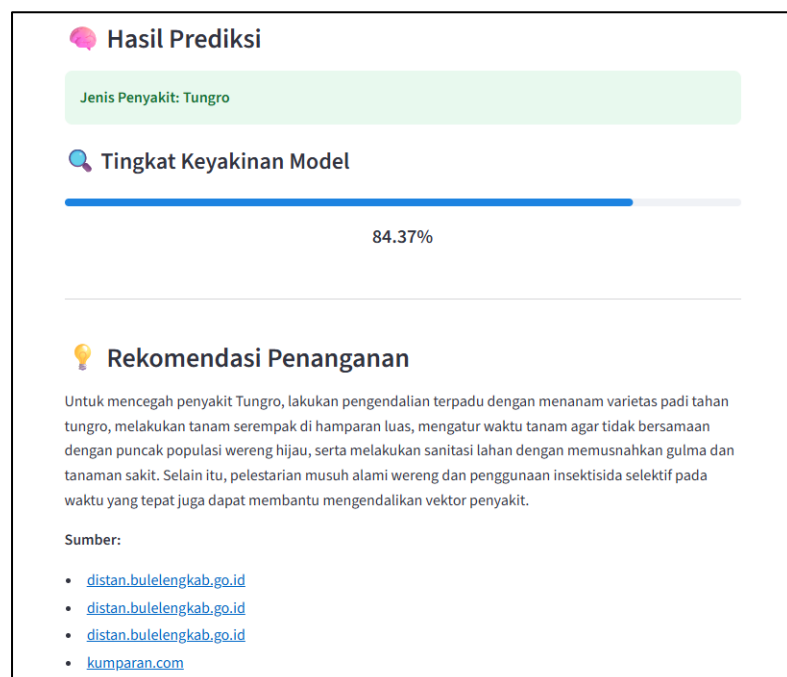 Hasil Prediksi
Jenis Penyakit: Tungro
Tingkat Keyakinan Model
84.37%
Rekomendasi Penanganan
Untuk mencegah penyakit Tungro, lakukan pengendalian terpadu dengan menanam varietas padi tahan
tungro, melakukan tanam serempak di hamparan luas, mengatur waktu tanam agar tidak bersamaan
dengan puncak populasi wereng hijau, serta melakukan sanitasi lahan dengan memusnahkan gulma dan
tanaman sakit. Selain itu, pelestarian musuh alami wereng dan penggunaan insektisida selektif pada
waktu yang tepat juga dapat membantu mengendalikan vektor penyakit.
Sumber:
distan.bulelengkab.go.id
distan.bulelengkab.go.id
distan.bulelengkab.go.id
kumparan.com